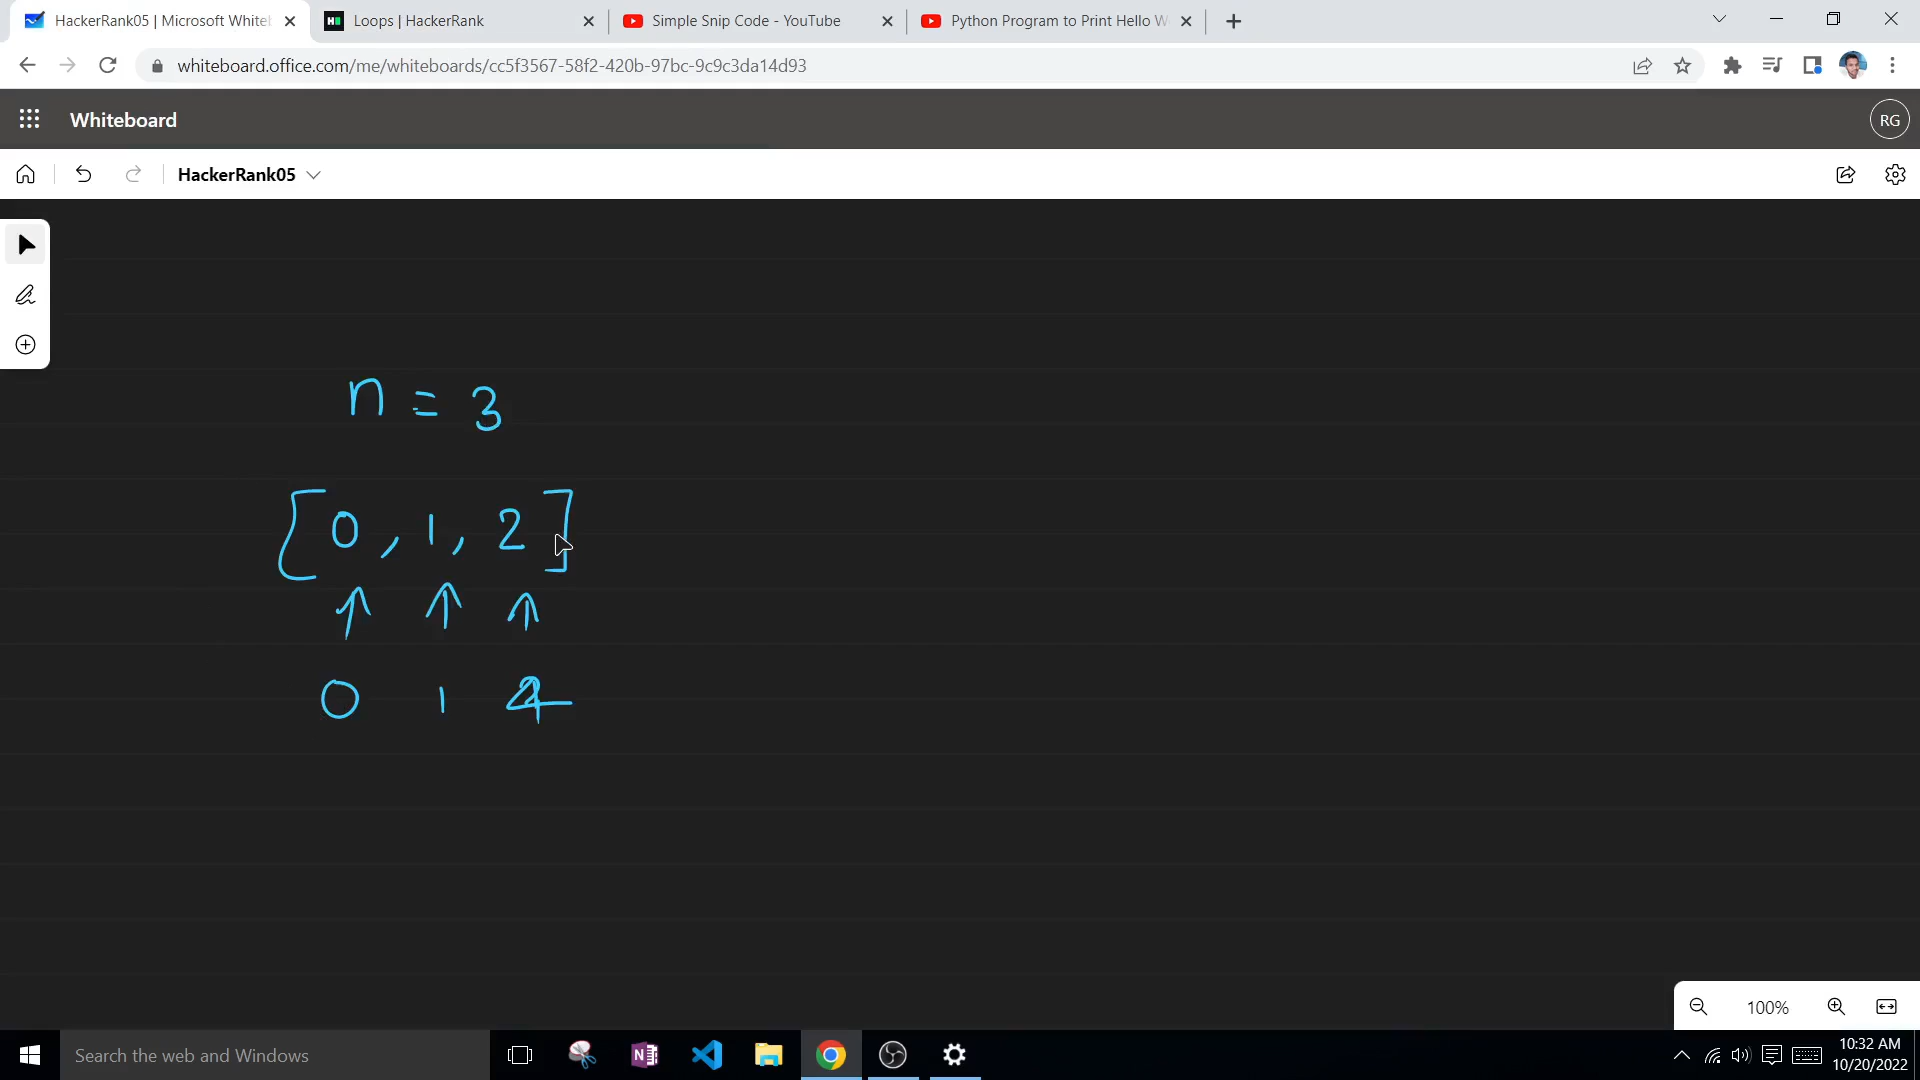 HackerRank05 | Microsoft Whiteb
Loops | HackerRank
Simple Snip Code - YouTube
Python Program to Print Hello W
whiteboard.office.com/me/whiteboards/cc5f3567-58f2-420b-97bc-9c9c3da14d93
Whiteboard
RG
HackerRank05
n = 3
[0, 1, 2]
0 1 4
100%
Search the web and Windows
10:32 AM
10/20/2022